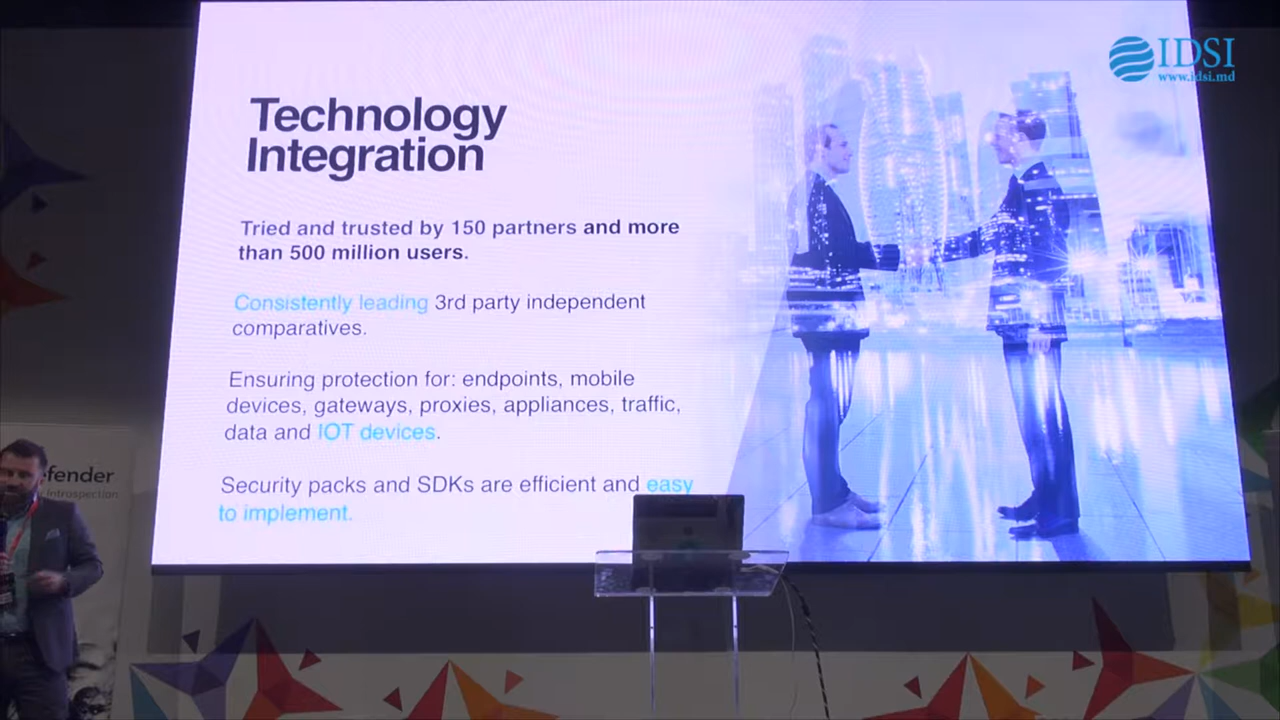 IDSI
www.idsi.md
Technology
Integration
Tried and trusted by 150 partners and more
than 500 million users.
Consistently leading 3rd party independent
comparatives.
Ensuring protection for: endpoints, mobile
devices, gateways, proxies, appliances, traffic,
data and IOT devices.
Security packs and SDKs are efficient and easy
to implement.
fender
Introspection